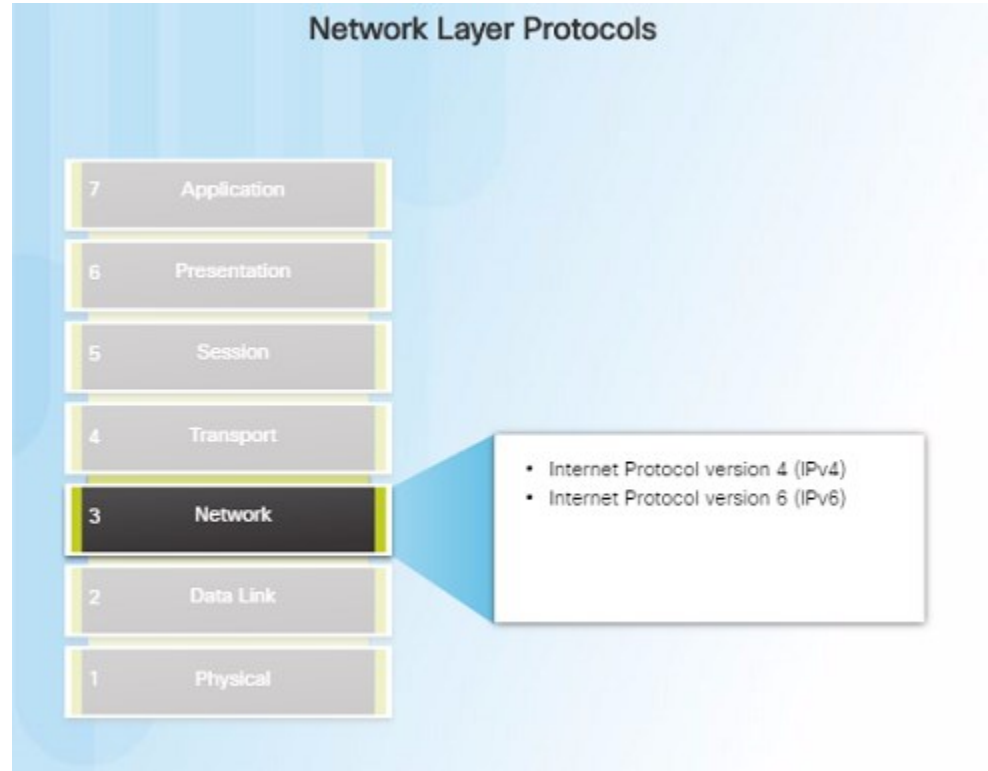 Network Layer Protocols
7 Application
6 Presentation
5 Session
4 Transport
3 Network
• Internet Protocol version 4 (IPv4)
• Internet Protocol version 6 (IPv6)
2 Data Link
1 Physical